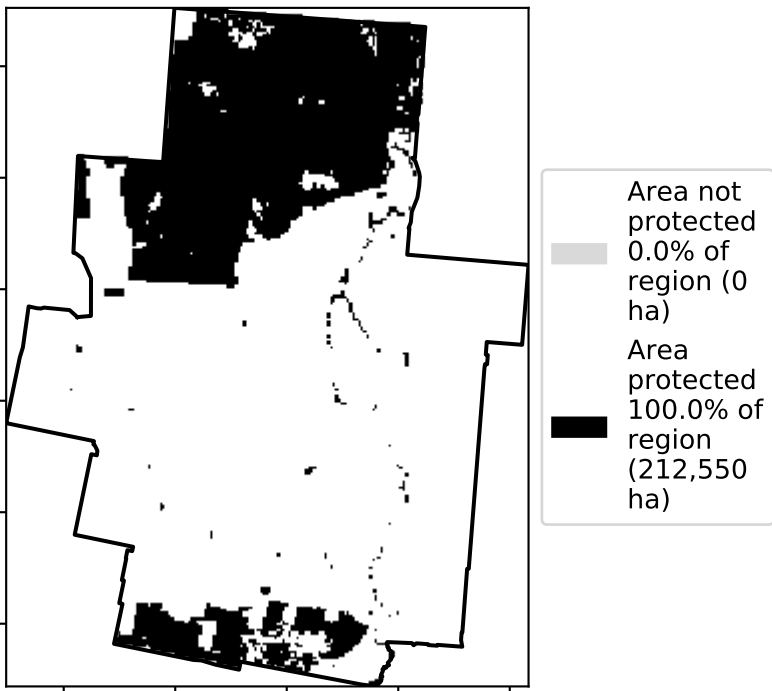 Area not
protected
0.0% of
region (0
ha)
Area
protected
100.0% of
region
(212,550
ha)